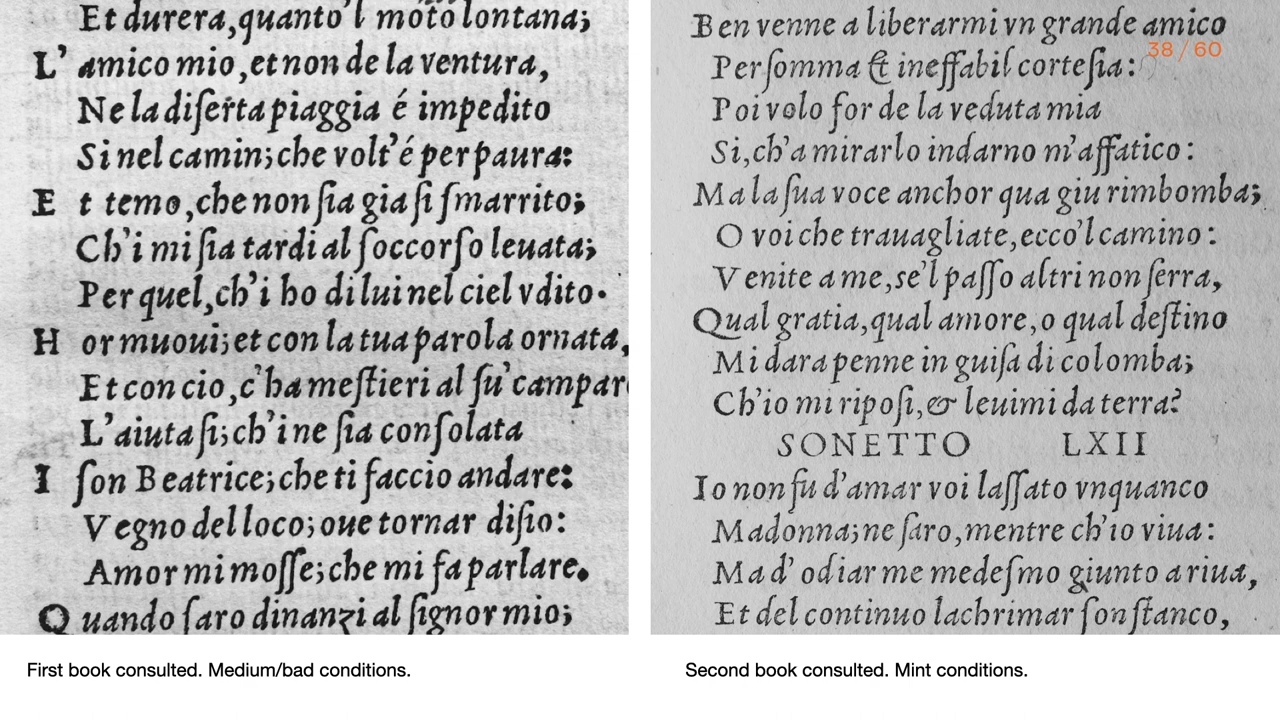 Et durera, quanto'l moto lontana;
L' amico mio, et non de la ventura,
Ne la diserta piaggia é impedito
Si nel camin; che volt'é per paura:
E t temo, che non ſia gia ſi ſmarrito;
Ch'i mi ſia tardi al ſoccorſo leuata;
Per quel, ch'i ho di lui nel ciel vdito.
H or muoui; et con la tua parola ornata,
Et con cio, c'ha meſtieri al ſu' campar
L'aiuta ſi; ch'i ne ſia conſolata
I ſon Beatrice; che ti faccio andare:
V egno del loco; oue tornar diſio:
Amor mi moſſe; che mi fa parlare.
Q uando ſaro dinanzi al ſignor mio;
First book consulted. Medium/bad conditions.
38 / 60
B en venne a liberarmi vn grande amico
Per ſomma & ineffabil corteſia:
P oi volo for de la veduta mia
Si, ch'a mirarlo indarno m'affatico:
M a la ſua voce anchor qua giu rimbomba;
O voi che trauagliate, ecco'l camino:
V enite a me, se'l paſſo altri non ſerra,
Qual gratia, qual amore, o qual deſtino
M i dara penne in guiſa di colomba;
Ch'io mi ripoſi, & leuimi da terra?
SONETTO LXII
I o non fu d'amar voi laſſato vnquanco
Madonna; ne ſaro, mentre ch'io viua:
M a d' odiar me medeſmo giunto a riua,
Et del continuo lachrimar ſon ſtanco,
Second book consulted. Mint conditions.